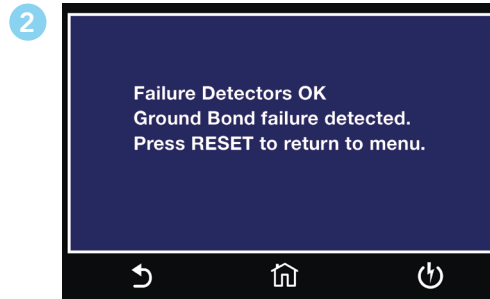 2
Failure Detectors OK
Ground Bond failure detected.
Press RESET to return to menu.